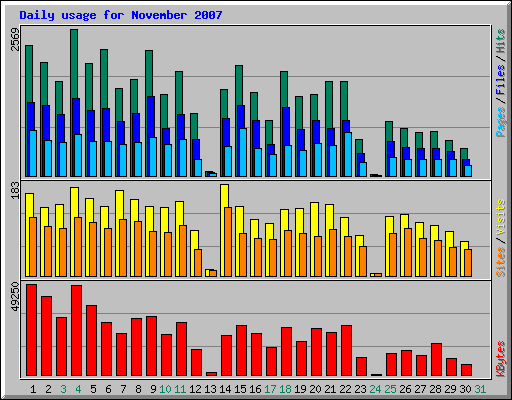 Daily usage for November 2007
2569
Pages / Files / Hits
183
Sites / Visits
49250
KBytes
1 2 3 4 5 6 7 8 9 10 11 12 13 14 15 16 17 18 19 20 21 22 23 24 25 26 27 28 29 30 31